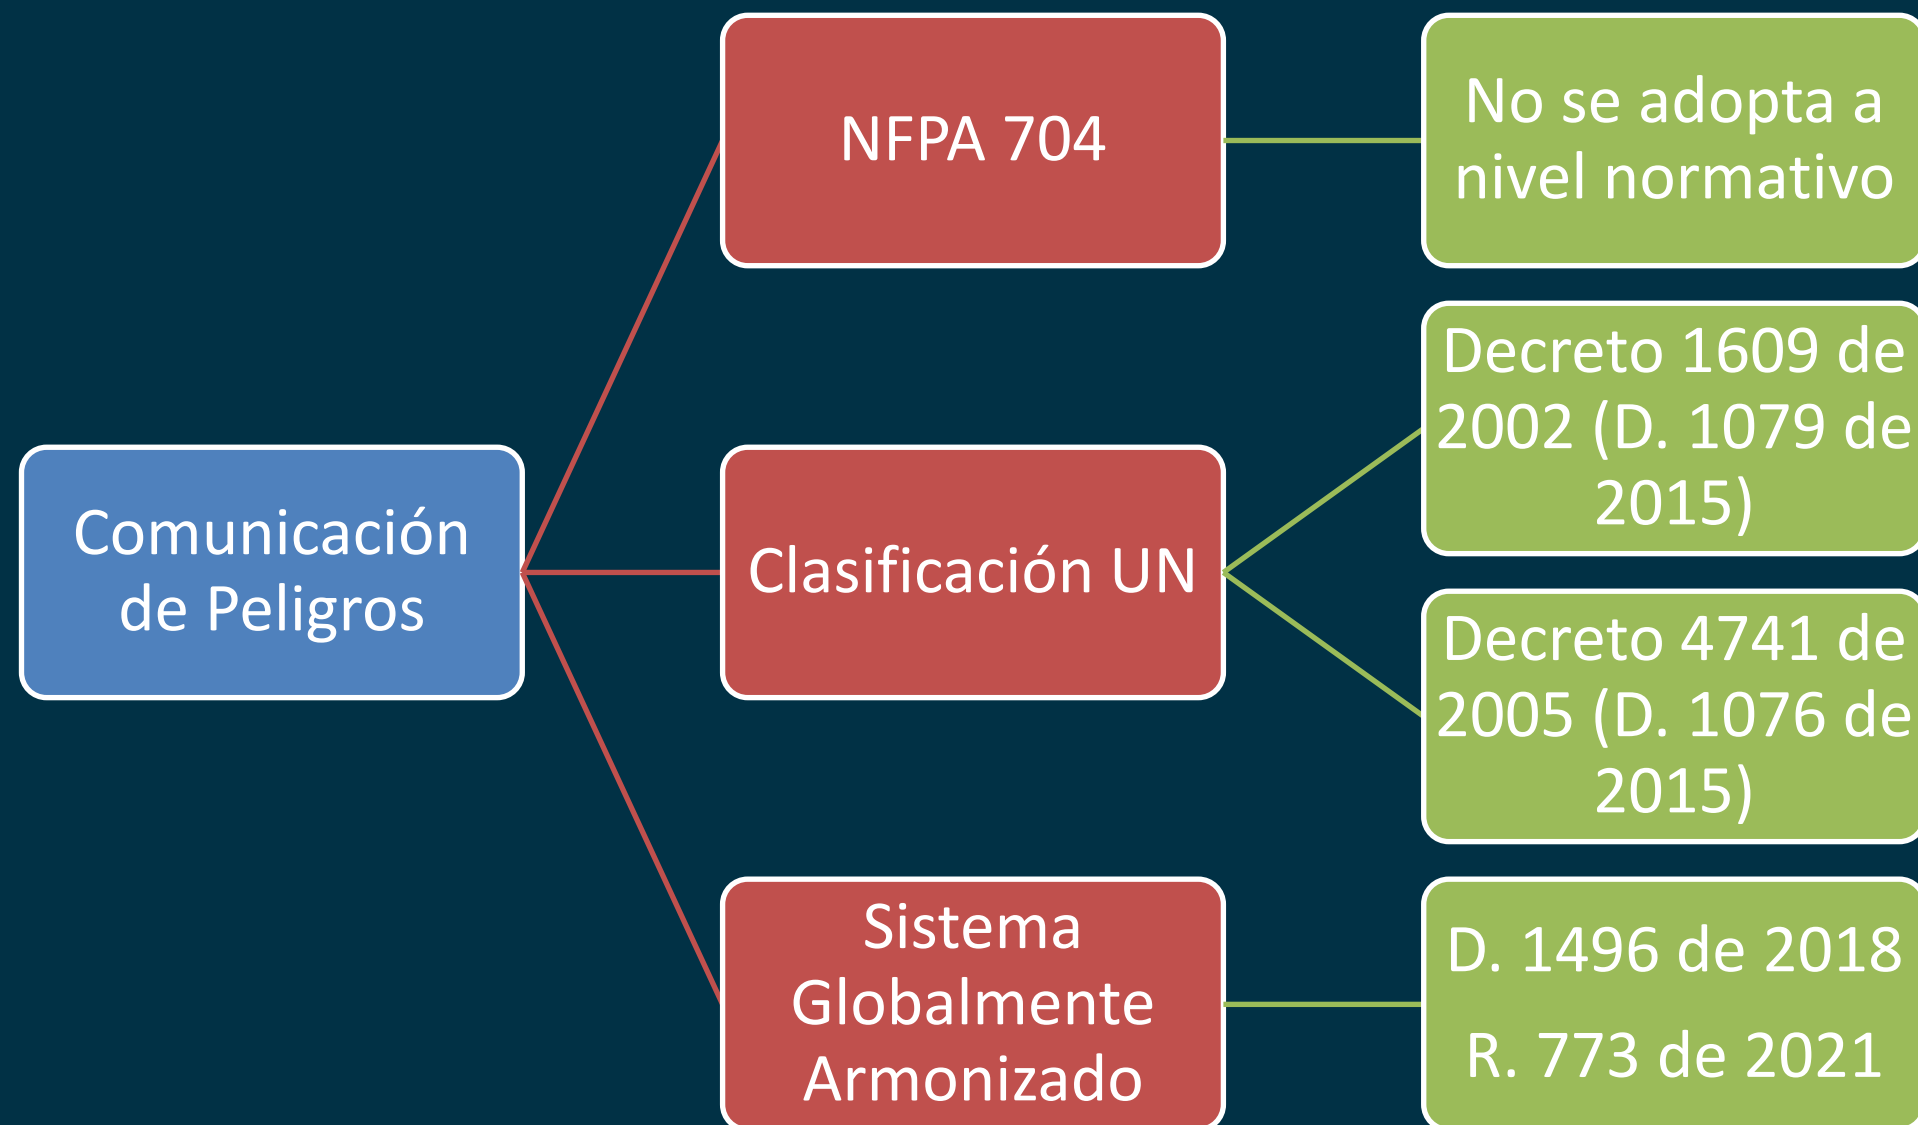 Comunicación
de Peligros
NFPA 704
No se adopta a
nivel normativo
Clasificación UN
Decreto 1609 de
2002 (D. 1079 de
2015)
Decreto 4741 de
2005 (D. 1076 de
2015)
Sistema
Globalmente
Armonizado
D. 1496 de 2018
R. 773 de 2021